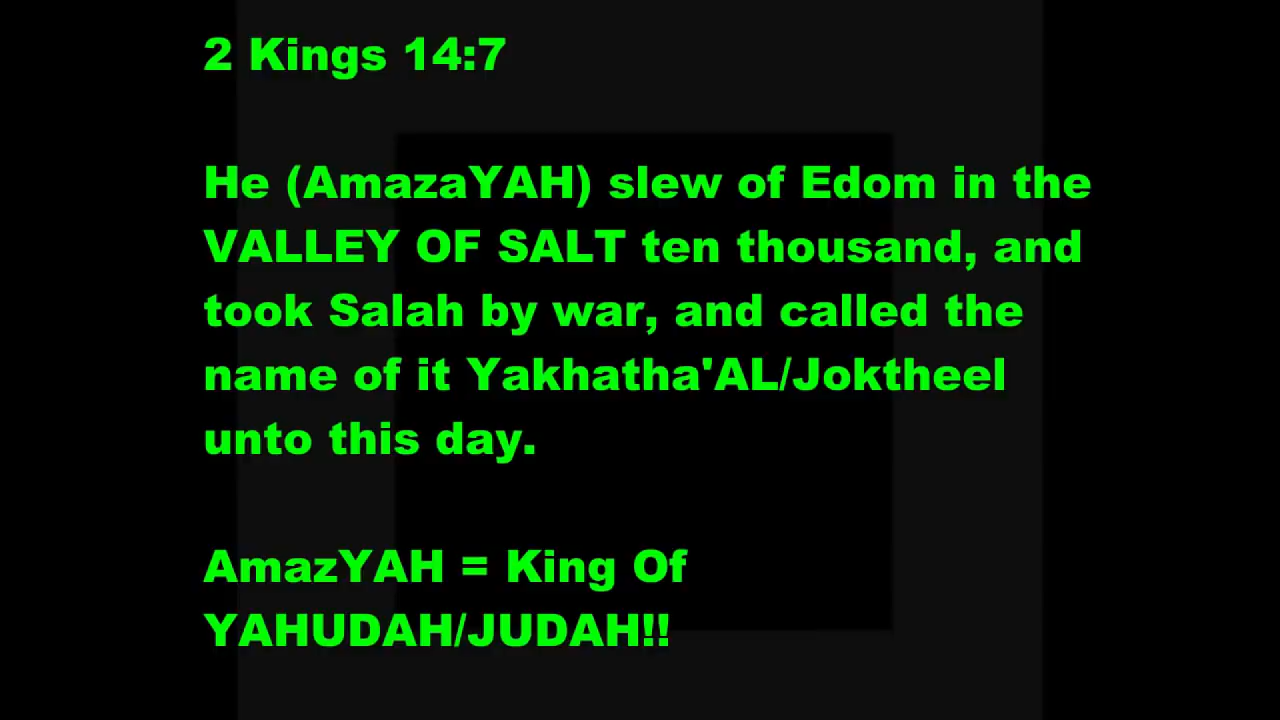 2 Kings 14:7
He (AmazaYAH) slew of Edom in the
VALLEY OF SALT ten thousand, and
took Salah by war, and called the
name of it Yakhatha'AL/Joktheel
unto this day.
AmazYAH = King Of
YAHUDAH/JUDAH!!